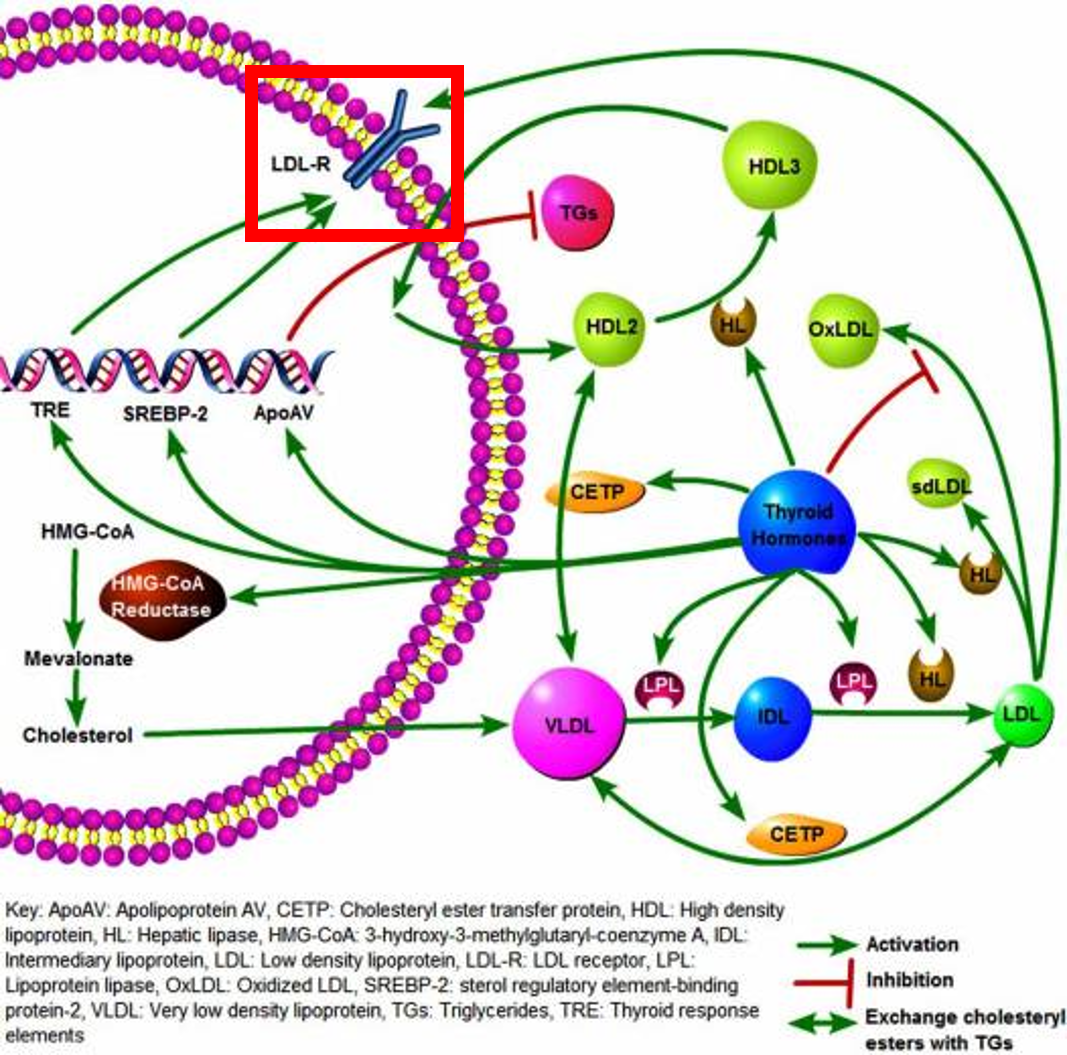 LDL-R
HDL3
TGs
HDL2
HL
OxLDL
TRE
SREBP-2
ApoAV
CETP
sdLDL
Thyroid
Hormones
HMG-CoA
HL
HMG-CoA
Reductase
Mevalonate
LPL
LPL
HL
Cholesterol
VLDL
IDL
LDL
CETP
Key: ApoAV: Apolipoprotein AV, CETP: Cholesteryl ester transfer protein, HDL: High density
lipoprotein, HL: Hepatic lipase, HMG-CoA: 3-hydroxy-3-methylglutaryl-coenzyme A, IDL:
Intermediary lipoprotein, LDL: Low density lipoprotein, LDL-R: LDL receptor, LPL:
Lipoprotein lipase, OxLDL: Oxidized LDL, SREBP-2: sterol regulatory element-binding
protein-2, VLDL: Very low density lipoprotein, TGs: Triglycerides, TRE: Thyroid response
elements
Activation
Inhibition
Exchange cholesteryl
esters with TGs